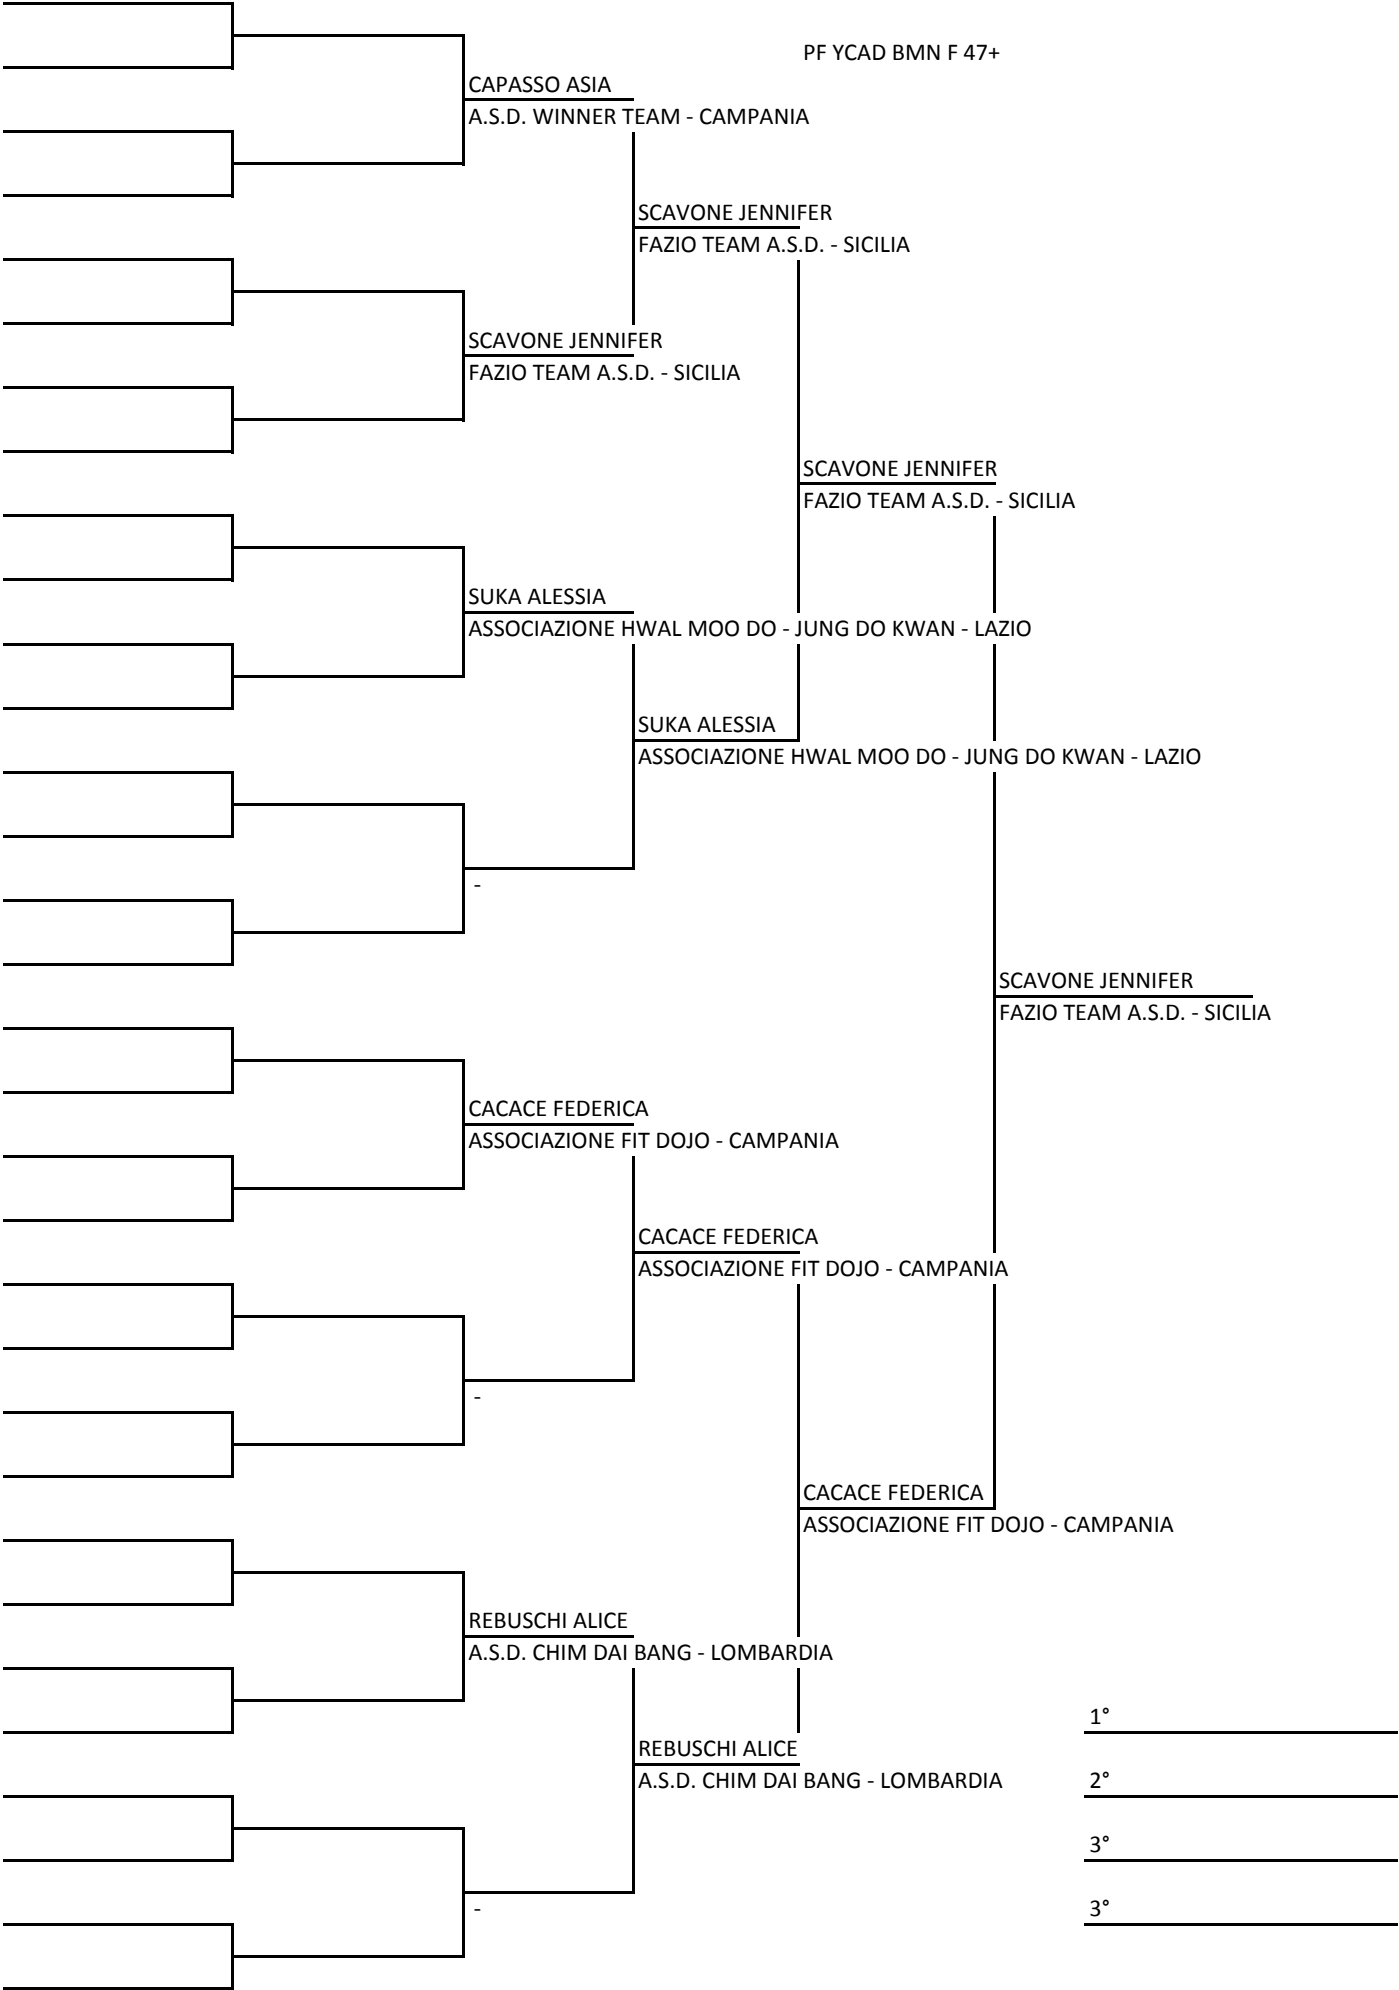 PF YCAD BMN F 47+
CAPASSO ASIA
A.S.D. WINNER TEAM - CAMPANIA
SCAVONE JENNIFER
FAZIO TEAM A.S.D. - SICILIA
SCAVONE JENNIFER
FAZIO TEAM A.S.D. - SICILIA
SCAVONE JENNIFER
FAZIO TEAM A.S.D. - SICILIA
SUKA ALESSIA
ASSOCIAZIONE HWAL MOO DO - JUNG DO KWAN - LAZIO
SUKA ALESSIA
ASSOCIAZIONE HWAL MOO DO - JUNG DO KWAN - LAZIO
-
SCAVONE JENNIFER
FAZIO TEAM A.S.D. - SICILIA
CACACE FEDERICA
ASSOCIAZIONE FIT DOJO - CAMPANIA
CACACE FEDERICA
ASSOCIAZIONE FIT DOJO - CAMPANIA
-
CACACE FEDERICA
ASSOCIAZIONE FIT DOJO - CAMPANIA
REBUSCHI ALICE
A.S.D. CHIM DAI BANG - LOMBARDIA
1°
REBUSCHI ALICE
A.S.D. CHIM DAI BANG - LOMBARDIA
2°
3°
-
3°